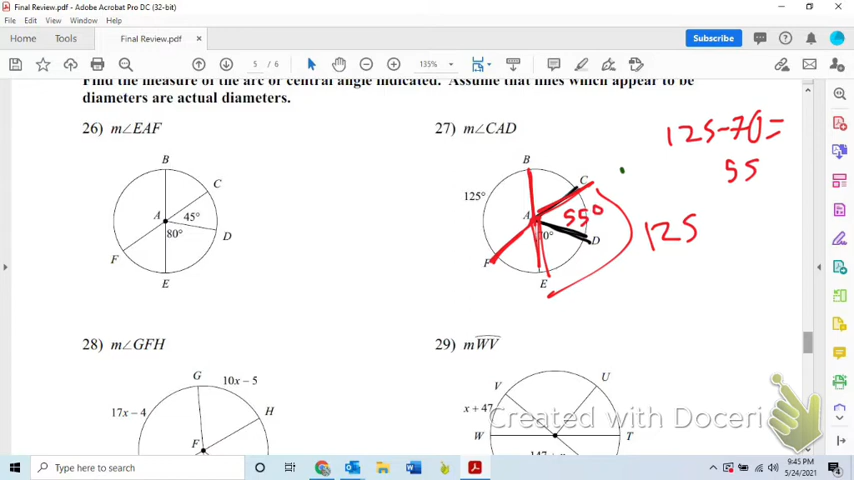 Final Review.pdf - Adobe Acrobat Pro DC (32-bit)
File Edit View Window Help
Home Tools Final Review.pdf × Subscribe
5 / 6 135%
Find the measure of the arc or central angle indicated. Assume that lines which appear to be
diameters are actual diameters.
26) m∠EAF
B
C
A 45°
80° D
F
E
27) m∠CAD
125-70=
55
B
C
125°
A 55°
70° D
125
F
E
28) m∠GFH
G 10x − 5
17x − 4 H
F
29) mWV
V U
x + 47
W T
Created with Doceri
Type here to search
9:45 PM
5/24/2021
4